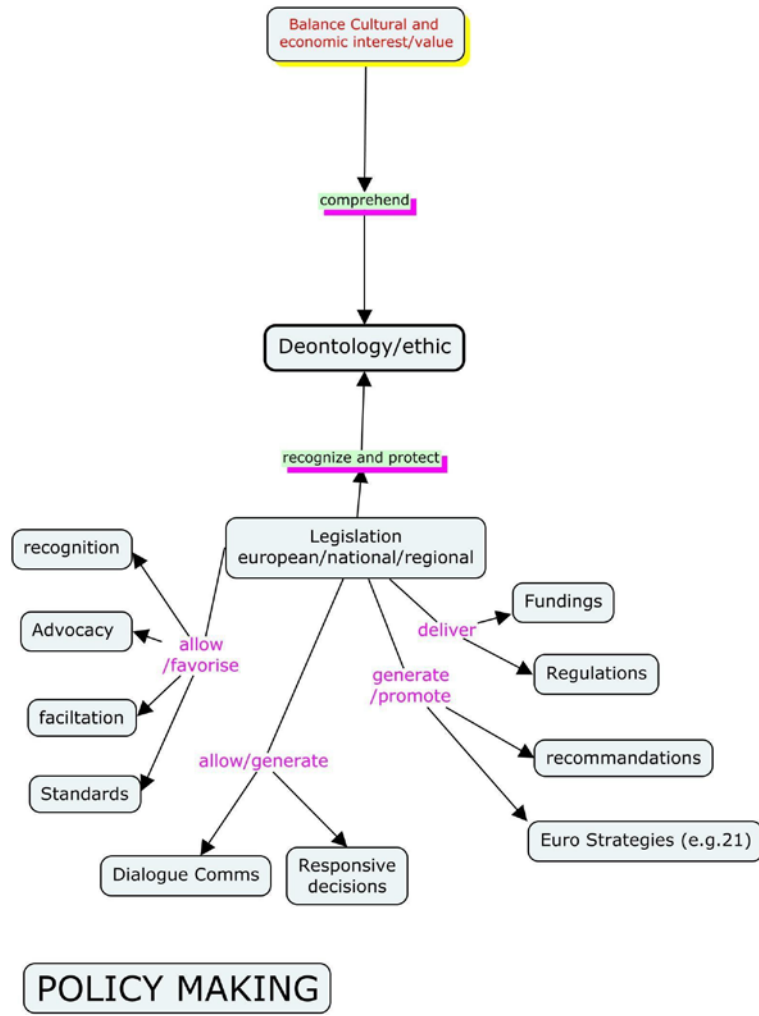 Balance Cultural and
economic interest/value
comprehend
Deontology/ethic
recognize and protect
Legislation
european/national/regional
recognition
Advocacy
faciltation
Standards
allow
/favorise
allow/generate
Dialogue Comms
Responsive
decisions
deliver
Fundings
Regulations
generate
/promote
recommandations
Euro Strategies (e.g.21)
POLICY MAKING